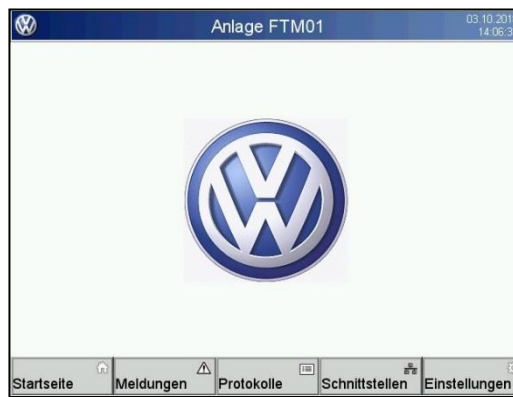 Anlage FTM01
03.10.201
14:06:3
Startseite
Meldungen
Protokolle
Schnittstellen
Einstellungen